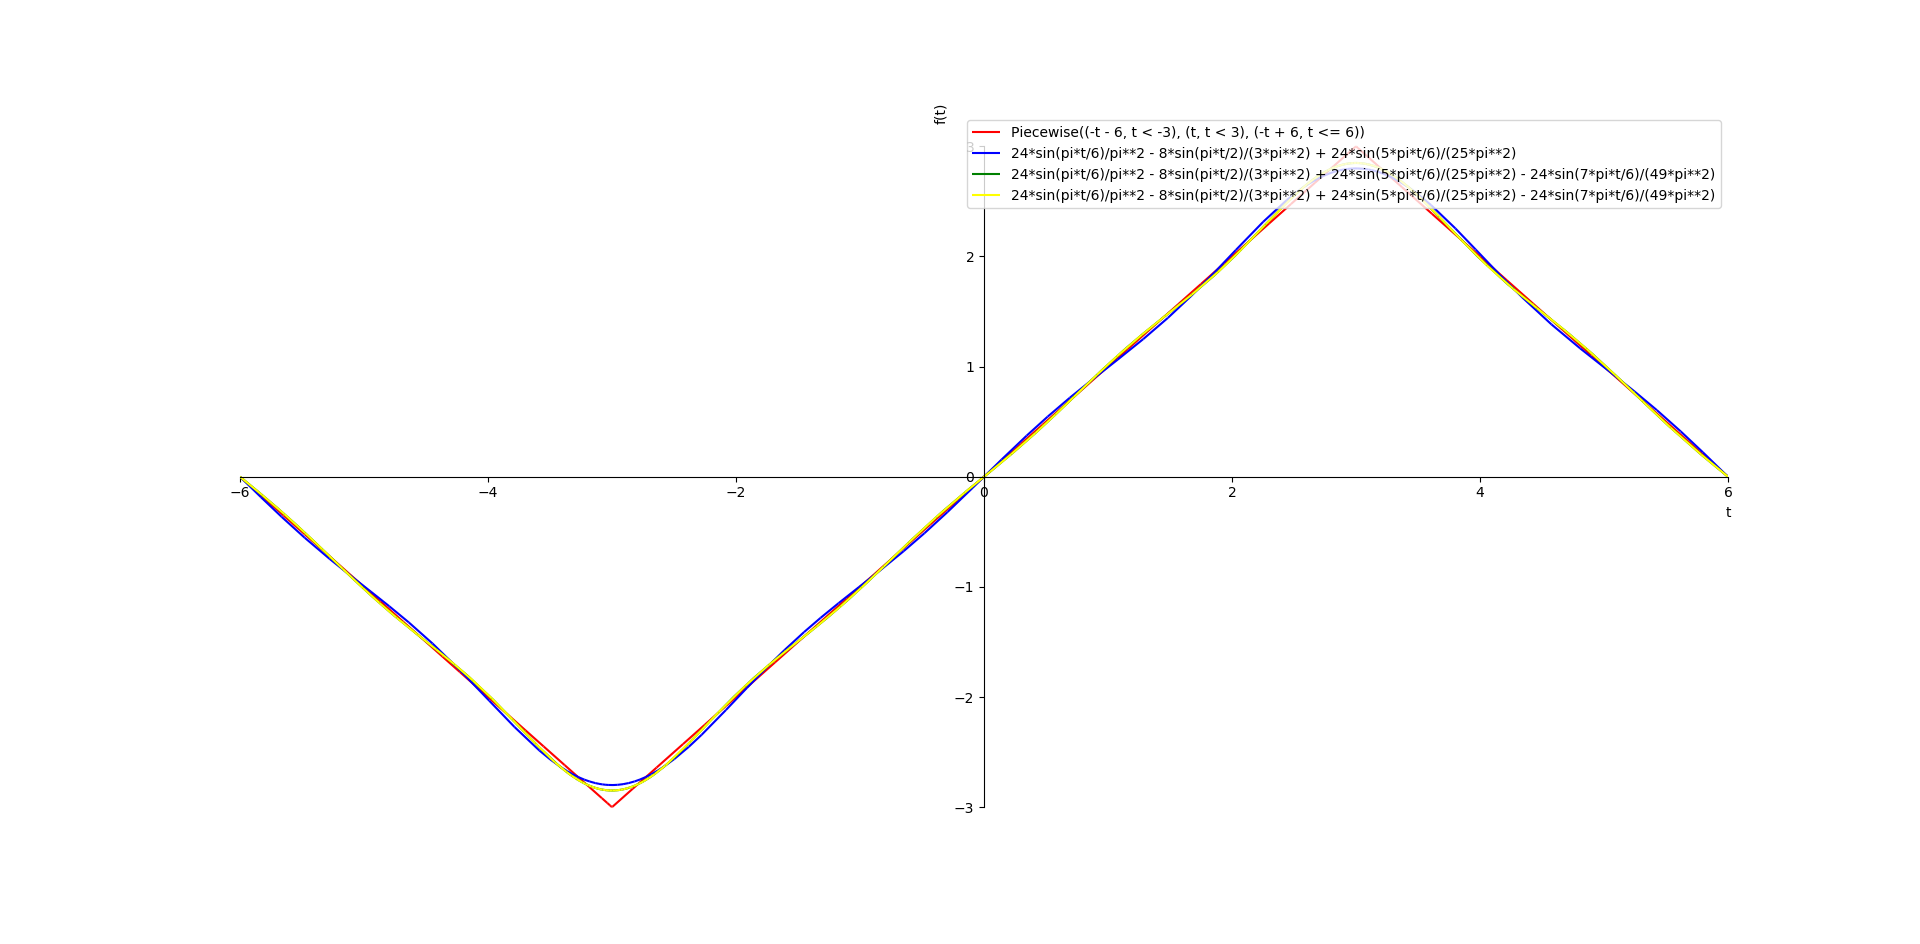 f(t)
Piecewise((-t - 6, t < -3), (t, t < 3), (-t + 6, t <= 6))
3
24*sin(pi*t/6)/pi**2 - 8*sin(pi*t/2)/(3*pi**2) + 24*sin(5*pi*t/6)/(25*pi**2)
24*sin(pi*t/6)/pi**2 - 8*sin(pi*t/2)/(3*pi**2) + 24*sin(5*pi*t/6)/(25*pi**2) - 24*sin(7*pi*t/6)/(49*pi**2)
24*sin(pi*t/6)/pi**2 - 8*sin(pi*t/2)/(3*pi**2) + 24*sin(5*pi*t/6)/(25*pi**2) - 24*sin(7*pi*t/6)/(49*pi**2)
2
1
0
−6 −4 −2 0 2 4 6
t
−1
−2
−3